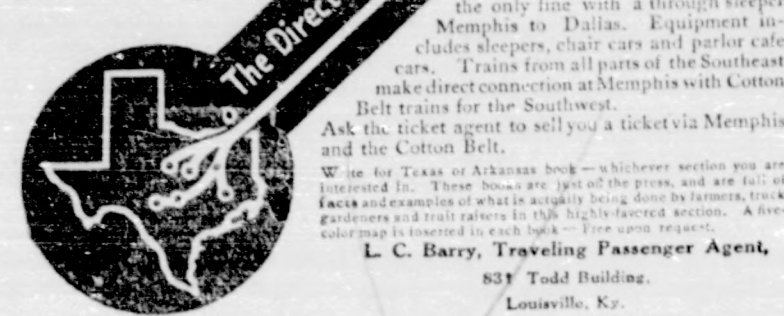 The Direct
the only line with a through sleeper
Memphis to Dallas. Equipment in-
cludes sleepers, chair cars and parlor cafe
cars. Trains from all parts of the Southeast
make direct connection at Memphis with Cotton
Belt trains for the Southwest.
Ask the ticket agent to sell you a ticket via Memphis
and the Cotton Belt.
Write for Texas or Arkansas book — whichever section you are
interested in. These books are just off the press, and are full of
facts and examples of what is actually being done by farmers, truck
gardeners and fruit raisers in this highly-favored section. A five
color map is inserted in each book — Free upon request.
L. C. Barry, Traveling Passenger Agent,
83† Todd Building,
Louisville, Ky.